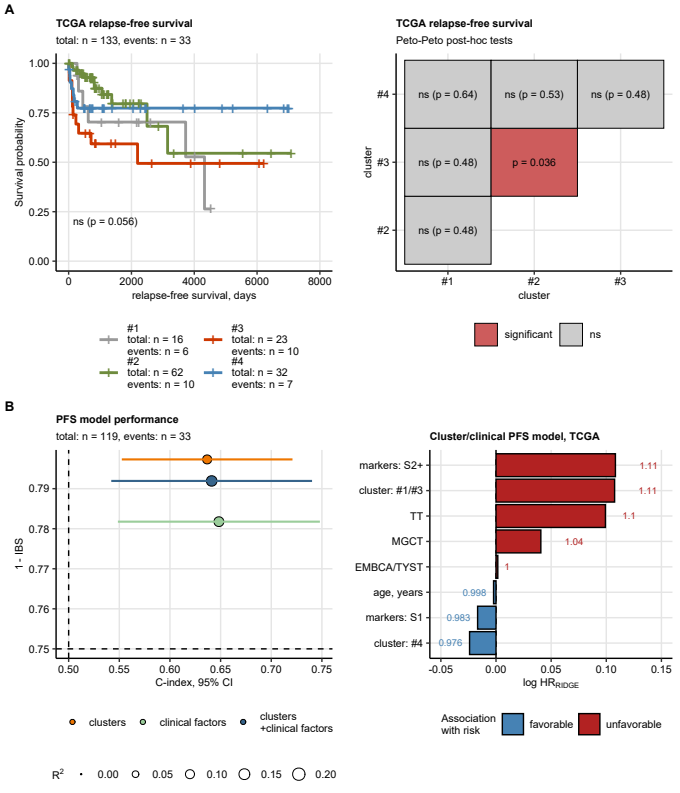 A
TCGA relapse-free survival
total: n = 133, events: n = 33
1.00
0.75
0.50
0.25
0.00
Survival probability
ns (p = 0.056)
0
2000
4000
6000
8000
relapse-free survival, days
#1
total: n = 16
events: n = 6
#2
total: n = 62
events: n = 10
#3
total: n = 23
events: n = 10
#4
total: n = 32
events: n = 7
TCGA relapse-free survival
Peto-Peto post-hoc tests
#4
#3
#2
cluster
ns (p = 0.64)
ns (p = 0.53)
ns (p = 0.48)
ns (p = 0.48)
p = 0.036
ns (p = 0.48)
#1
#2
#3
cluster
significant
ns
B
PFS model performance
total: n = 119, events: n = 33
0.79
0.78
0.77
0.76
0.75
1 - IBS
0.50
0.55
0.60
0.65
0.70
0.75
C-index, 95% CI
clusters
clinical factors
clusters
+clinical factors
R²
0.00
0.05
0.10
0.15
0.20
Cluster/clinical PFS model, TCGA
markers: S2+
1.11
cluster: #1/#3
1.11
TT
1.1
MGCT
1.04
EMBCA/TYST
1
age, years
0.998
markers: S1
0.983
cluster: #4
0.976
-0.05
0.00
0.05
0.10
0.15
log HR_RIDGE
Association
with risk
favorable
unfavorable